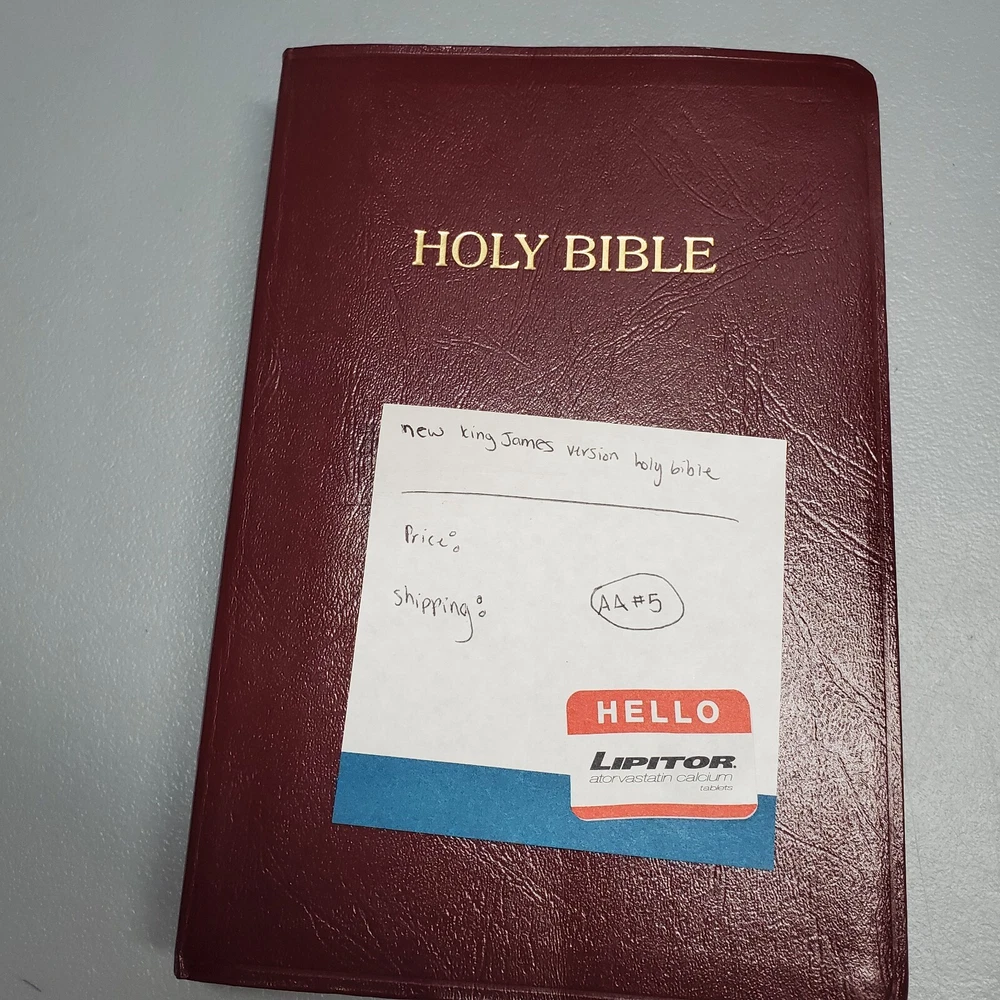 HOLY BIBLE
new king James version holy bible
Price:
shipping:
AA#5
HELLO
LIPITOR.
atorvastatin calcium
tablets